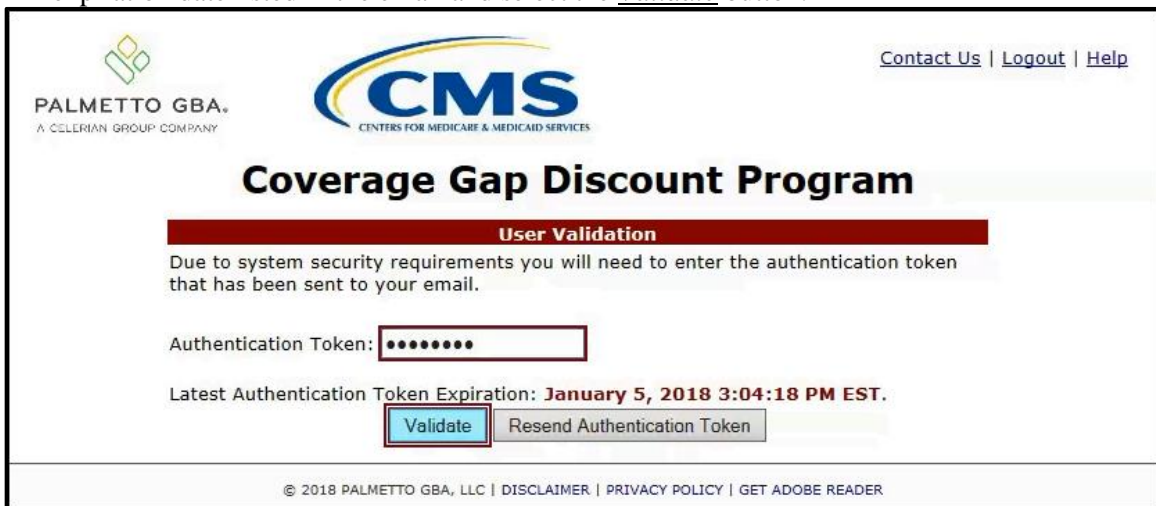 Contact Us | Logout | Help
PALMETTO GBA.
A CELERIAN GROUP COMPANY
CMS
CENTERS FOR MEDICARE & MEDICAID SERVICES
Coverage Gap Discount Program
User Validation
Due to system security requirements you will need to enter the authentication token
that has been sent to your email.
Authentication Token: ••••••••
Latest Authentication Token Expiration: January 5, 2018 3:04:18 PM EST.
Validate Resend Authentication Token
© 2018 PALMETTO GBA, LLC | DISCLAIMER | PRIVACY POLICY | GET ADOBE READER